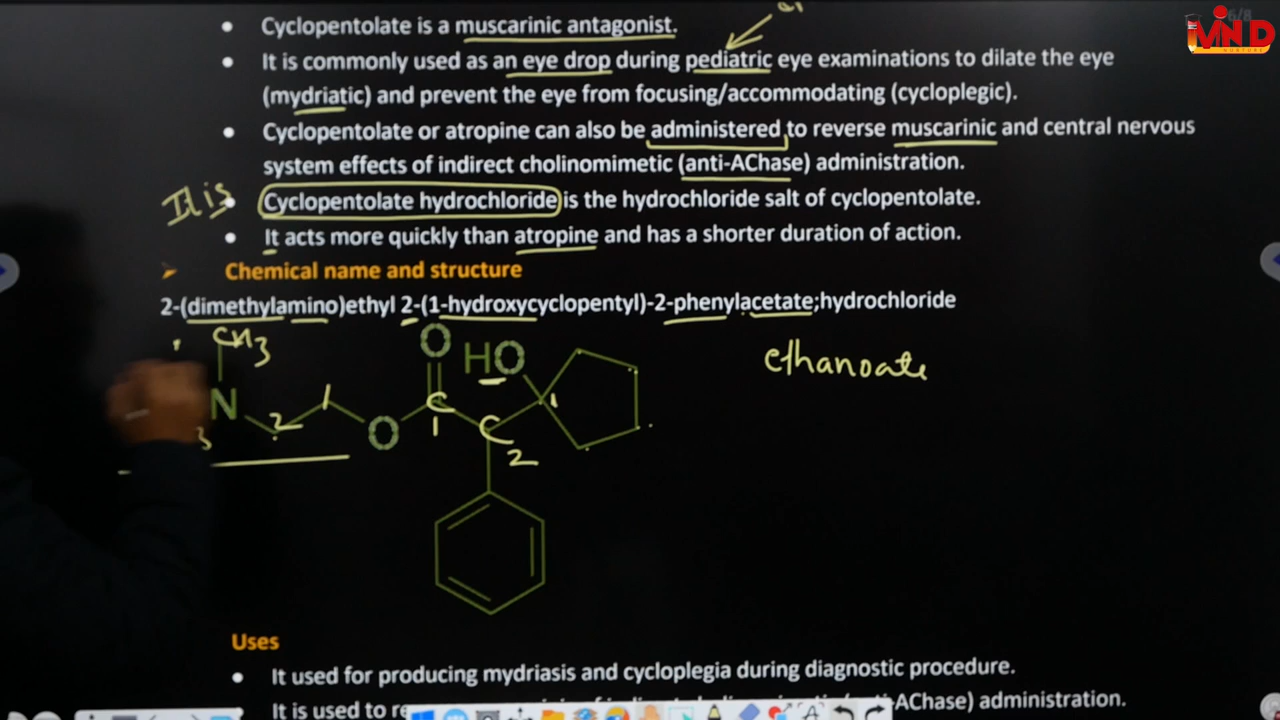 6/8
MIND
Cyclopentolate is a muscarinic antagonist.
It is commonly used as an eye drop during pediatric eye examinations to dilate the eye
(mydriatic) and prevent the eye from focusing/accommodating (cycloplegic).
Cyclopentolate or atropine can also be administered to reverse muscarinic and central nervous
system effects of indirect cholinomimetic (anti-AChase) administration.
Cyclopentolate hydrochloride is the hydrochloride salt of cyclopentolate.
It acts more quickly than atropine and has a shorter duration of action.
Chemical name and structure
2-(dimethylamino)ethyl 2-(1-hydroxycyclopentyl)-2-phenylacetate;hydrochloride
CH3
O
HO
ethanoate
N
2
1
O
C
1
C
2
1
3
Uses
It used for producing mydriasis and cycloplegia during diagnostic procedure.
It is used to re
AChase) administration.